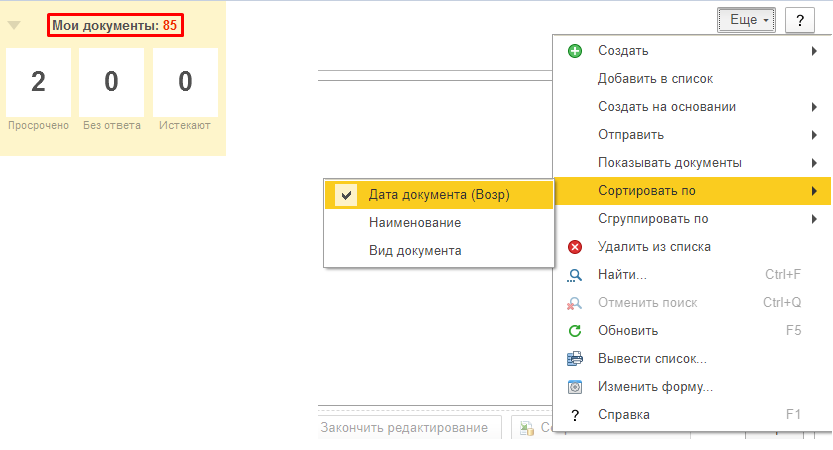 Мои документы: 85
2 0 0
Просрочено Без ответа Истекают
Еще ?
Создать
Добавить в список
Создать на основании
Отправить
Показывать документы
Сортировать по
Сгруппировать по
Удалить из списка
Найти... Ctrl+F
Отменить поиск Ctrl+Q
Обновить F5
Вывести список...
Изменить форму...
? Справка F1
Дата документа (Возр)
Наименование
Вид документа
Закончить редактирование